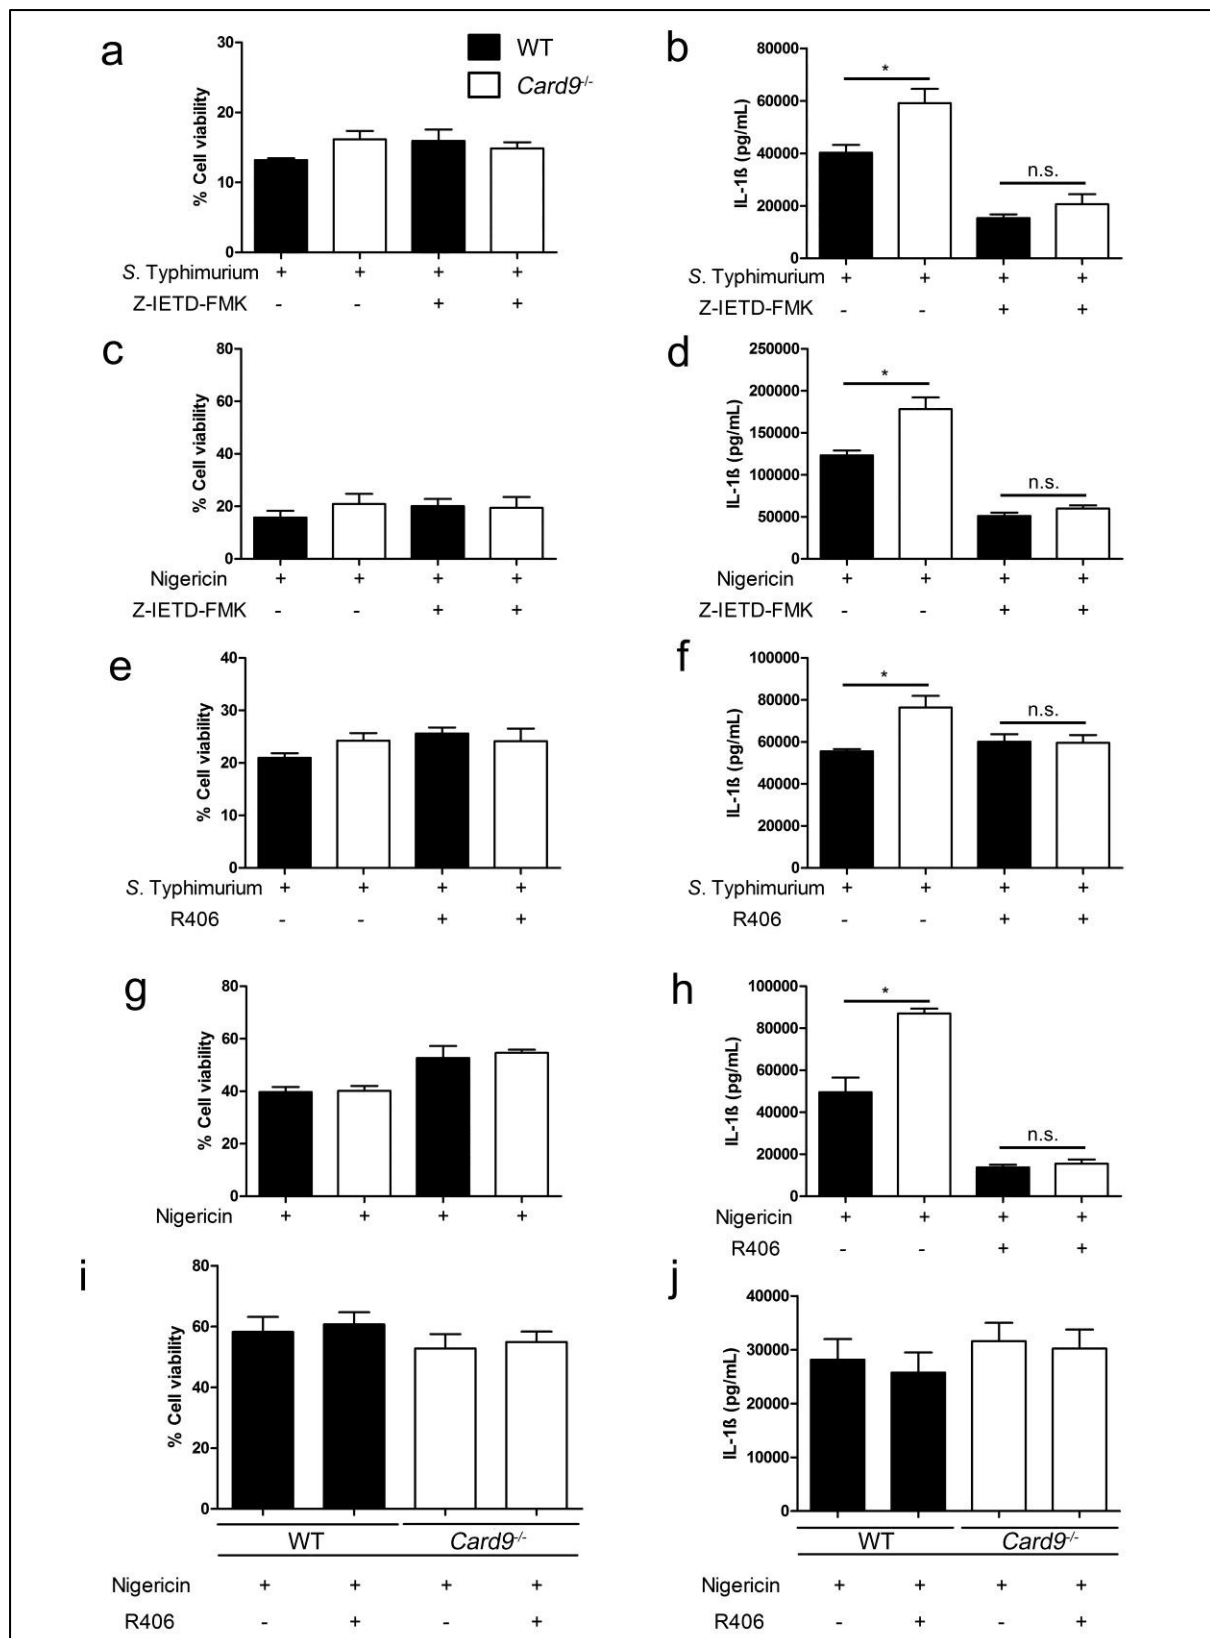 a
WT
Card9-/-
30
20
10
0
% Cell viability
S. Typhimurium + + + +
Z-IETD-FMK - - + +
b
80000
60000
40000
20000
0
IL-1ß (pg/mL)
*
n.s.
S. Typhimurium + + + +
Z-IETD-FMK - - + +
c
80
60
40
20
0
% Cell viability
Nigericin + + + +
Z-IETD-FMK - - + +
d
250000
200000
150000
100000
50000
0
IL-1ß (pg/mL)
*
n.s.
Nigericin + + + +
Z-IETD-FMK - - + +
e
40
30
20
10
0
% Cell viability
S. Typhimurium + + + +
R406 - - + +
f
100000
80000
60000
40000
20000
0
IL-1ß (pg/mL)
*
n.s.
S. Typhimurium + + + +
R406 - - + +
g
80
60
40
20
0
% Cell viability
Nigericin + + + +
h
100000
80000
60000
40000
20000
0
IL-1ß (pg/mL)
*
n.s.
Nigericin + + + +
R406 - - + +
i
80
60
40
20
0
% Cell viability
WT Card9-/-
Nigericin + + + +
R406 - + - +
j
40000
30000
20000
10000
0
IL-1ß (pg/mL)
WT Card9-/-
Nigericin + + + +
R406 - + - +